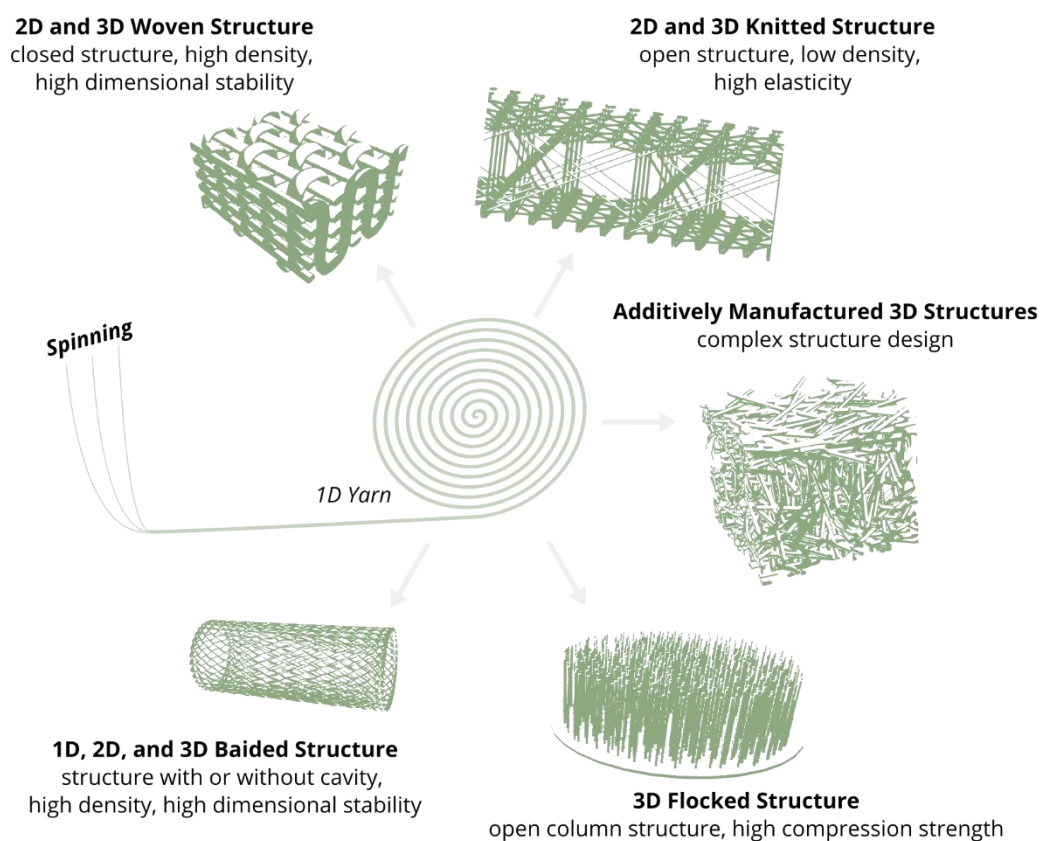 2D and 3D Woven Structure
closed structure, high density,
high dimensional stability
2D and 3D Knitted Structure
open structure, low density,
high elasticity
Additively Manufactured 3D Structures
complex structure design
Spinning
1D Yarn
1D, 2D, and 3D Baided Structure
structure with or without cavity,
high density, high dimensional stability
3D Flocked Structure
open column structure, high compression strength